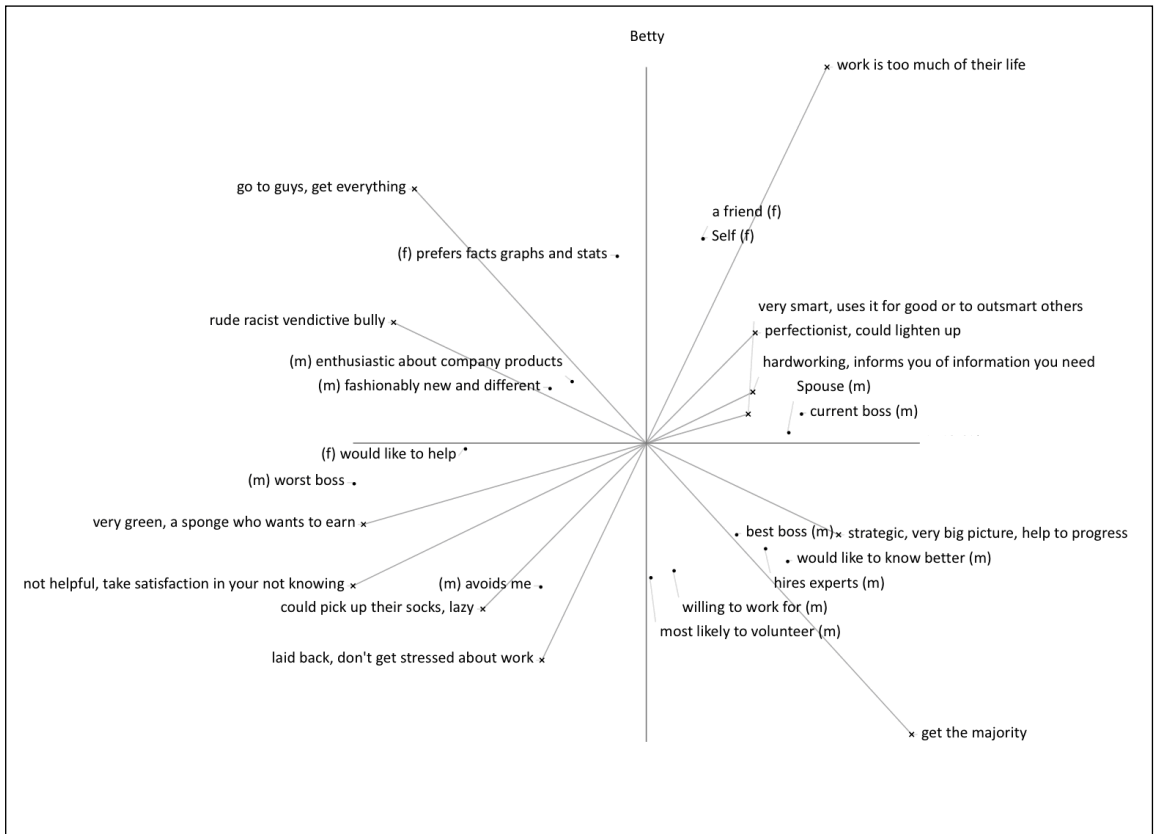 Betty
work is too much of their life
go to guys, get everything
a friend (f)
Self (f)
(f) prefers facts graphs and stats
very smart, uses it for good or to outsmart others
rude racist vendictive bully
perfectionist, could lighten up
(m) enthusiastic about company products
hardworking, informs you of information you need
(m) fashionably new and different
Spouse (m)
current boss (m)
(f) would like to help
(m) worst boss
very green, a sponge who wants to earn
best boss (m)
strategic, very big picture, help to progress
would like to know better (m)
not helpful, take satisfaction in your not knowing
(m) avoids me
hires experts (m)
could pick up their socks, lazy
willing to work for (m)
most likely to volunteer (m)
laid back, don't get stressed about work
get the majority